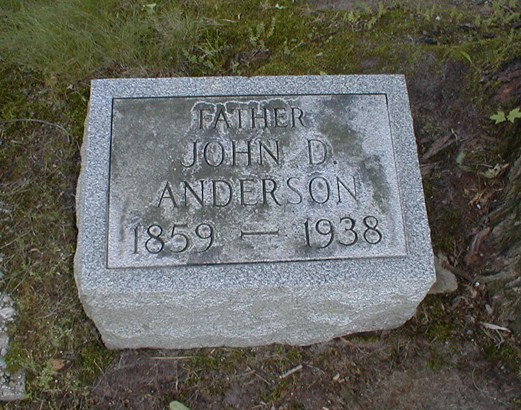 FATHER
JOHN D.
ANDERSON
1859 — 1938